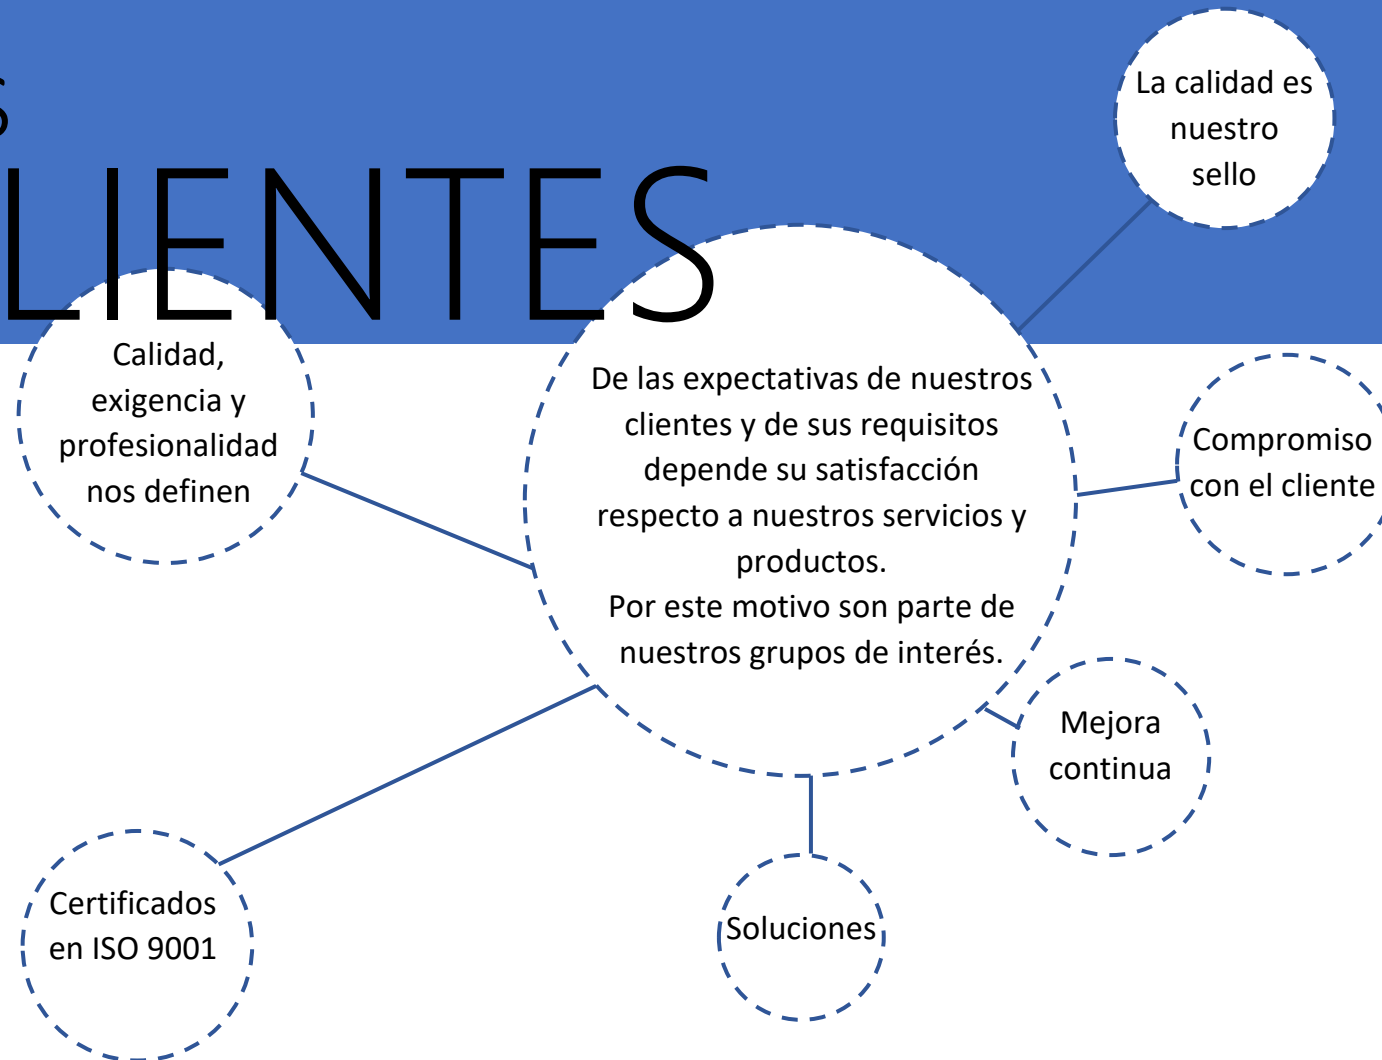 S
LIENTES
La calidad es
nuestro
sello
Calidad,
exigencia y
profesionalidad
nos definen
De las expectativas de nuestros
clientes y de sus requisitos
depende su satisfacción
respecto a nuestros servicios y
productos.
Por este motivo son parte de
nuestros grupos de interés.
Compromiso
con el cliente
Mejora
continua
Certificados
en ISO 9001
Soluciones